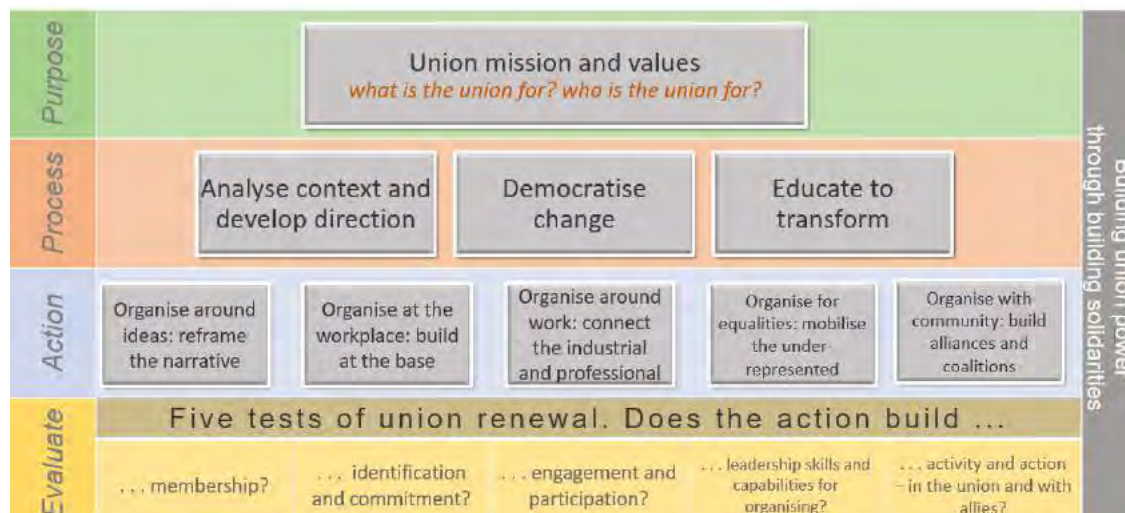 Purpose
Union mission and values
what is the union for? who is the union for?
Process
Analyse context and
develop direction
Democratise
change
Educate to
transform
Action
Organise around
ideas: reframe
the narrative
Organise at the
workplace: build
at the base
Organise around
work: connect
the industrial
and professional
Organise for
equalities: mobilise
the under-
represented
Organise with
community: build
alliances and
coalitions
Evaluate
Five tests of union renewal. Does the action build ...
... membership?
... identification
and commitment?
... engagement and
participation?
... leadership skills and
capabilities for
organising?
... activity and action
– in the union and with
allies?
Building union power
through building solidarities